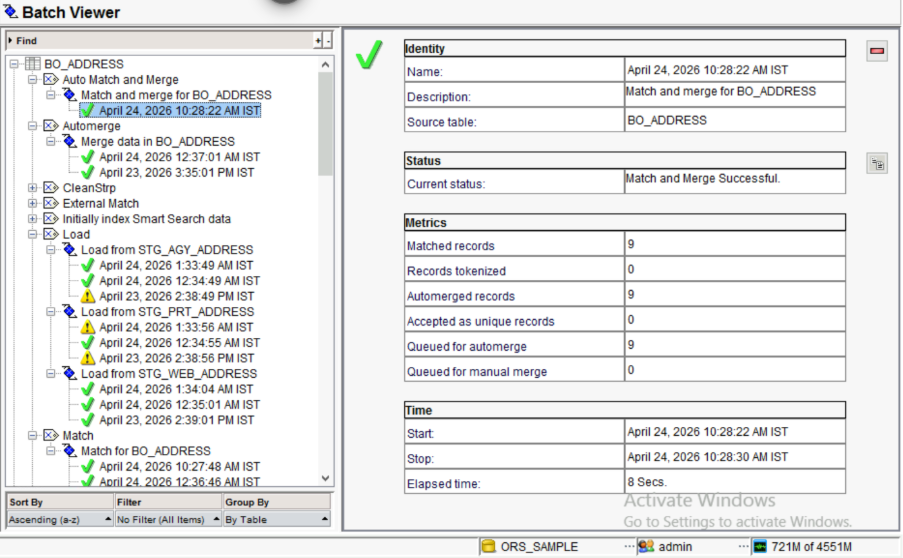 Batch Viewer
Find
+ -
BO_ADDRESS
Auto Match and Merge
Match and merge for BO_ADDRESS
April 24, 2026 10:28:22 AM IST
Automerge
Merge data in BO_ADDRESS
April 24, 2026 12:37:01 AM IST
April 23, 2026 3:35:01 PM IST
CleanStrp
External Match
Initially index Smart Search data
Load
Load from STG_AGY_ADDRESS
April 24, 2026 1:33:49 AM IST
April 24, 2026 12:34:49 AM IST
April 23, 2026 2:38:49 PM IST
Load from STG_PRT_ADDRESS
April 24, 2026 1:33:56 AM IST
April 24, 2026 12:34:55 AM IST
April 23, 2026 2:38:56 PM IST
Load from STG_WEB_ADDRESS
April 24, 2026 1:34:04 AM IST
April 24, 2026 12:35:01 AM IST
April 23, 2026 2:39:01 PM IST
Match
Match for BO_ADDRESS
April 24, 2026 10:27:48 AM IST
April 24, 2026 12:36:46 AM IST
Sort By Filter Group By
Ascending (a-z) No Filter (All Items) By Table
Identity
Name: April 24, 2026 10:28:22 AM IST
Description: Match and merge for BO_ADDRESS
Source table: BO_ADDRESS
Status
Current status: Match and Merge Successful.
Metrics
Matched records 9
Records tokenized 0
Automerged records 9
Accepted as unique records 0
Queued for automerge 9
Queued for manual merge 0
Time
Start: April 24, 2026 10:28:22 AM IST
Stop: April 24, 2026 10:28:30 AM IST
Elapsed time: 8 Secs.
Activate Windows
Go to Settings to activate Windows.
ORS_SAMPLE admin 721M of 4551M